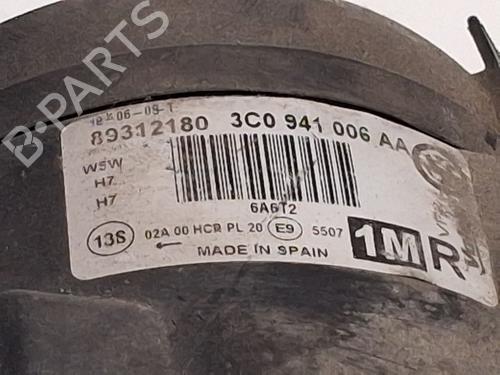 B-PARTS
89312180 3C0 941 006 AA
W5W
H7
H7
6A6T2
13S 02A 00 HCR PL 20 E9 5507
1M R
MADE IN SPAIN